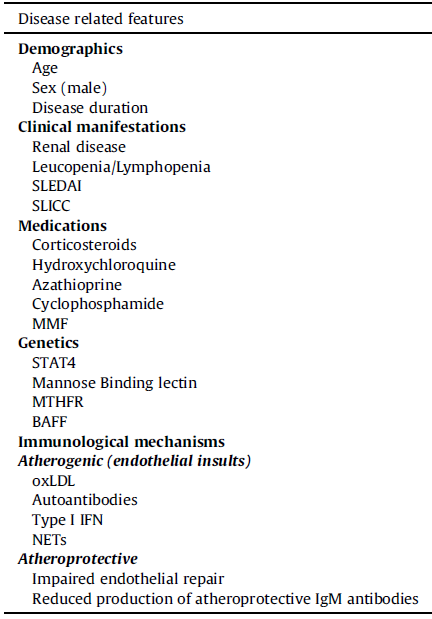 Disease related features
Demographics
Age
Sex (male)
Disease duration
Clinical manifestations
Renal disease
Leucopenia/Lymphopenia
SLEDAI
SLICC
Medications
Corticosteroids
Hydroxychloroquine
Azathioprine
Cyclophosphamide
MMF
Genetics
STAT4
Mannose Binding lectin
MTHFR
BAFF
Immunological mechanisms
Atherogenic (endothelial insults)
oxLDL
Autoantibodies
Type I IFN
NETs
Atheroprotective
Impaired endothelial repair
Reduced production of atheroprotective IgM antibodies